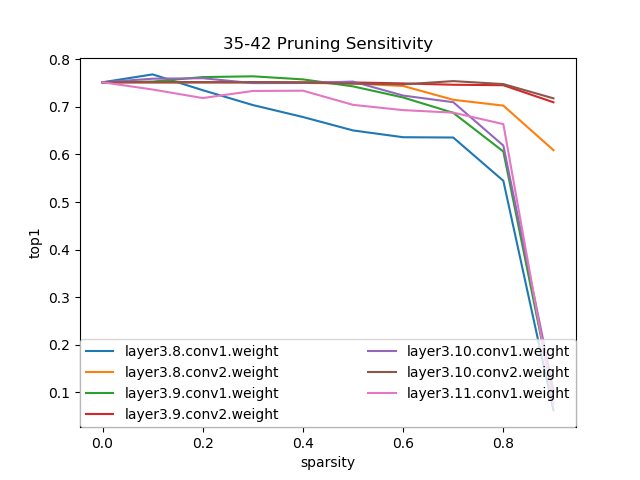 35-42 Pruning Sensitivity
top1
0.8
0.7
0.6
0.5
0.4
0.3
0.2
0.1
layer3.8.conv1.weight
layer3.8.conv2.weight
layer3.9.conv1.weight
layer3.9.conv2.weight
layer3.10.conv1.weight
layer3.10.conv2.weight
layer3.11.conv1.weight
0.0 0.2 0.4 0.6 0.8
sparsity